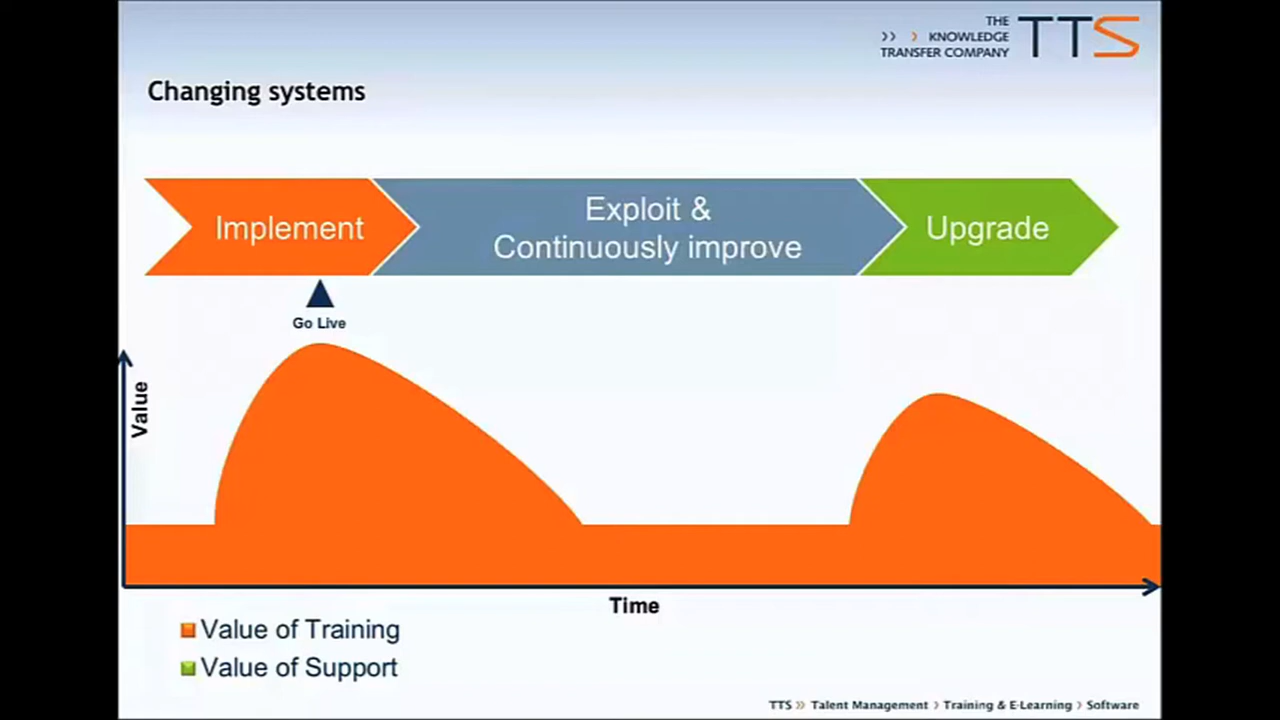 THE
>> > KNOWLEDGE
TRANSFER COMPANY
TTS
Changing systems
Implement
Exploit &
Continuously improve
Upgrade
Go Live
Value
Time
Value of Training
Value of Support
TTS >> Talent Management > Training & E-Learning > Software